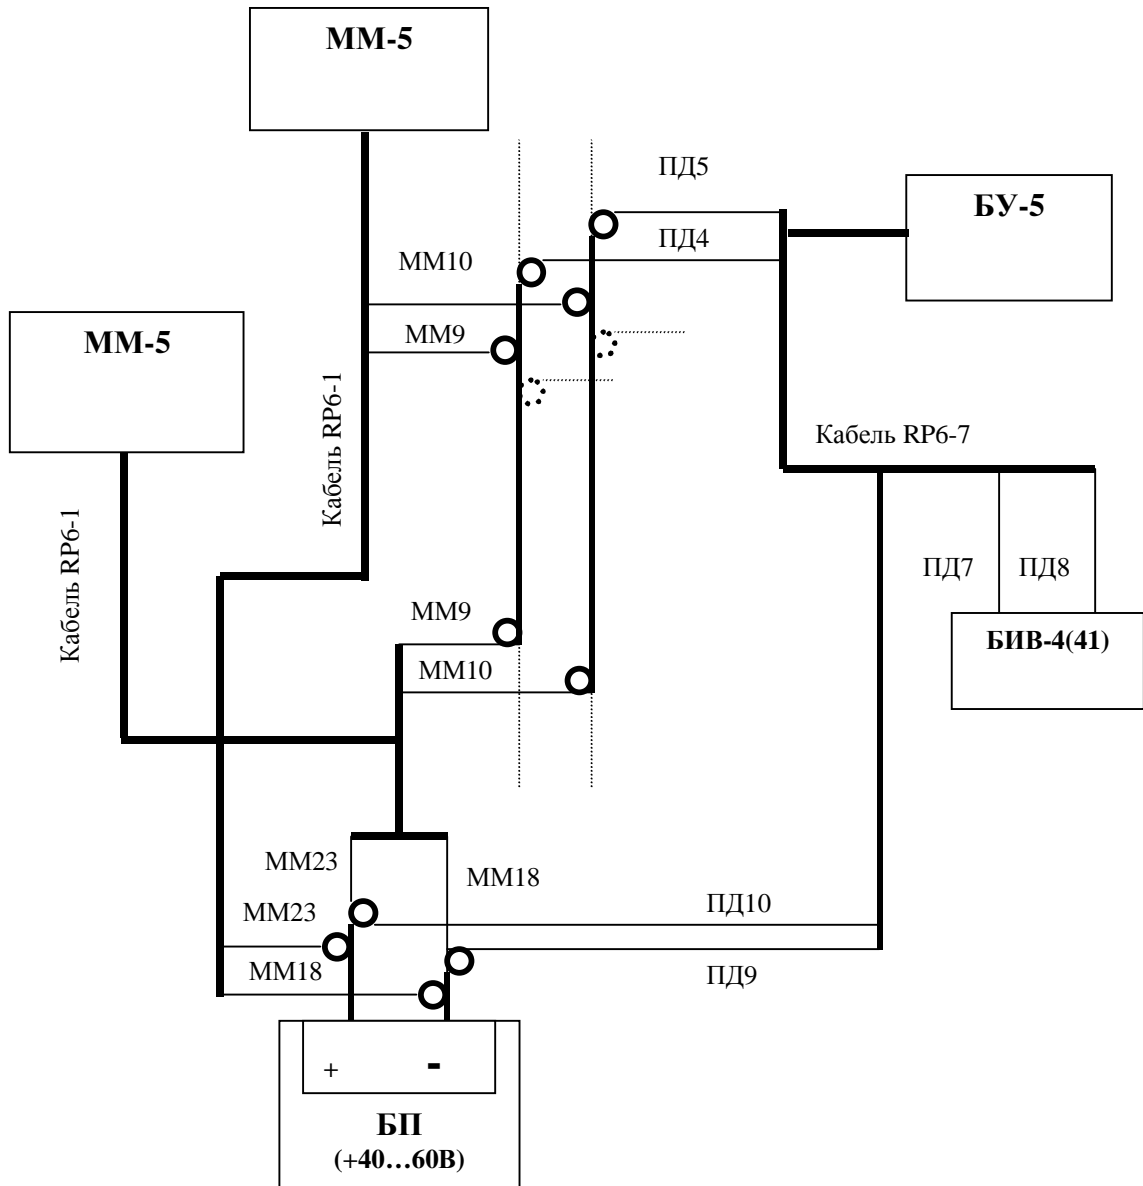 ММ-5
ПД5
БУ-5
ПД4
ММ10
ММ9
ММ-5
Кабель RP6-1
Кабель RP6-7
Кабель RP6-1
ПД7
ПД8
ММ9
БИВ-4(41)
ММ10
ММ23
ММ18
ММ23
ПД10
ММ18
ПД9
+
-
БП
(+40…60В)